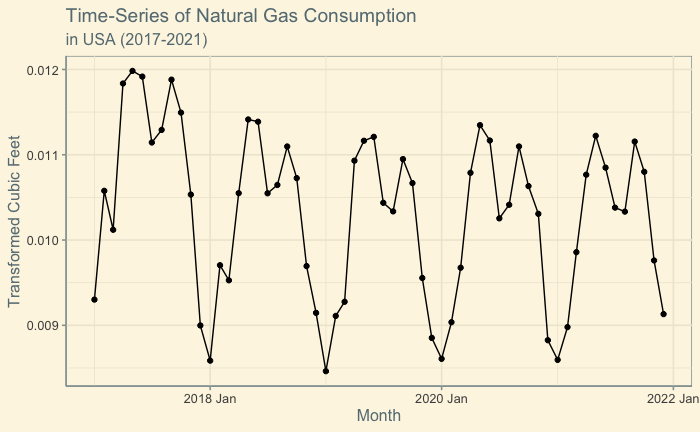 Time-Series of Natural Gas Consumption
in USA (2017-2021)
0.012
0.011
0.010
0.009
Transformed Cubic Feet
2018 Jan
2020 Jan
2022 Jan
Month